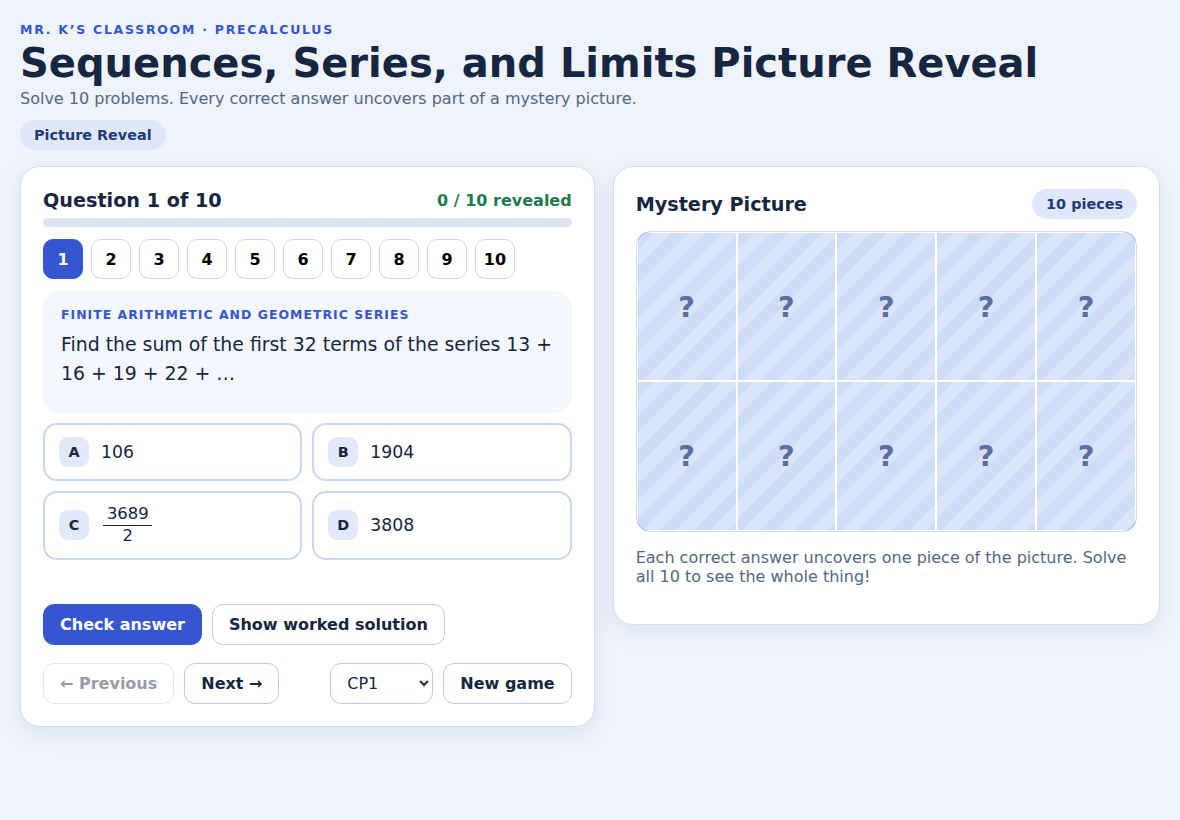 MR. K’S CLASSROOM · PRECALCULUS
Sequences, Series, and Limits Picture Reveal
Solve 10 problems. Every correct answer uncovers part of a mystery picture.
Picture Reveal
Question 1 of 10
0 / 10 revealed
1 2 3 4 5 6 7 8 9 10
FINITE ARITHMETIC AND GEOMETRIC SERIES
Find the sum of the first 32 terms of the series 13 +
16 + 19 + 22 + …
A 106
B 1904
C 3689/2
D 3808
Check answer
Show worked solution
← Previous
Next →
CP1
New game
Mystery Picture
10 pieces
? ? ? ? ?
? ? ? ? ?
Each correct answer uncovers one piece of the picture. Solve
all 10 to see the whole thing!